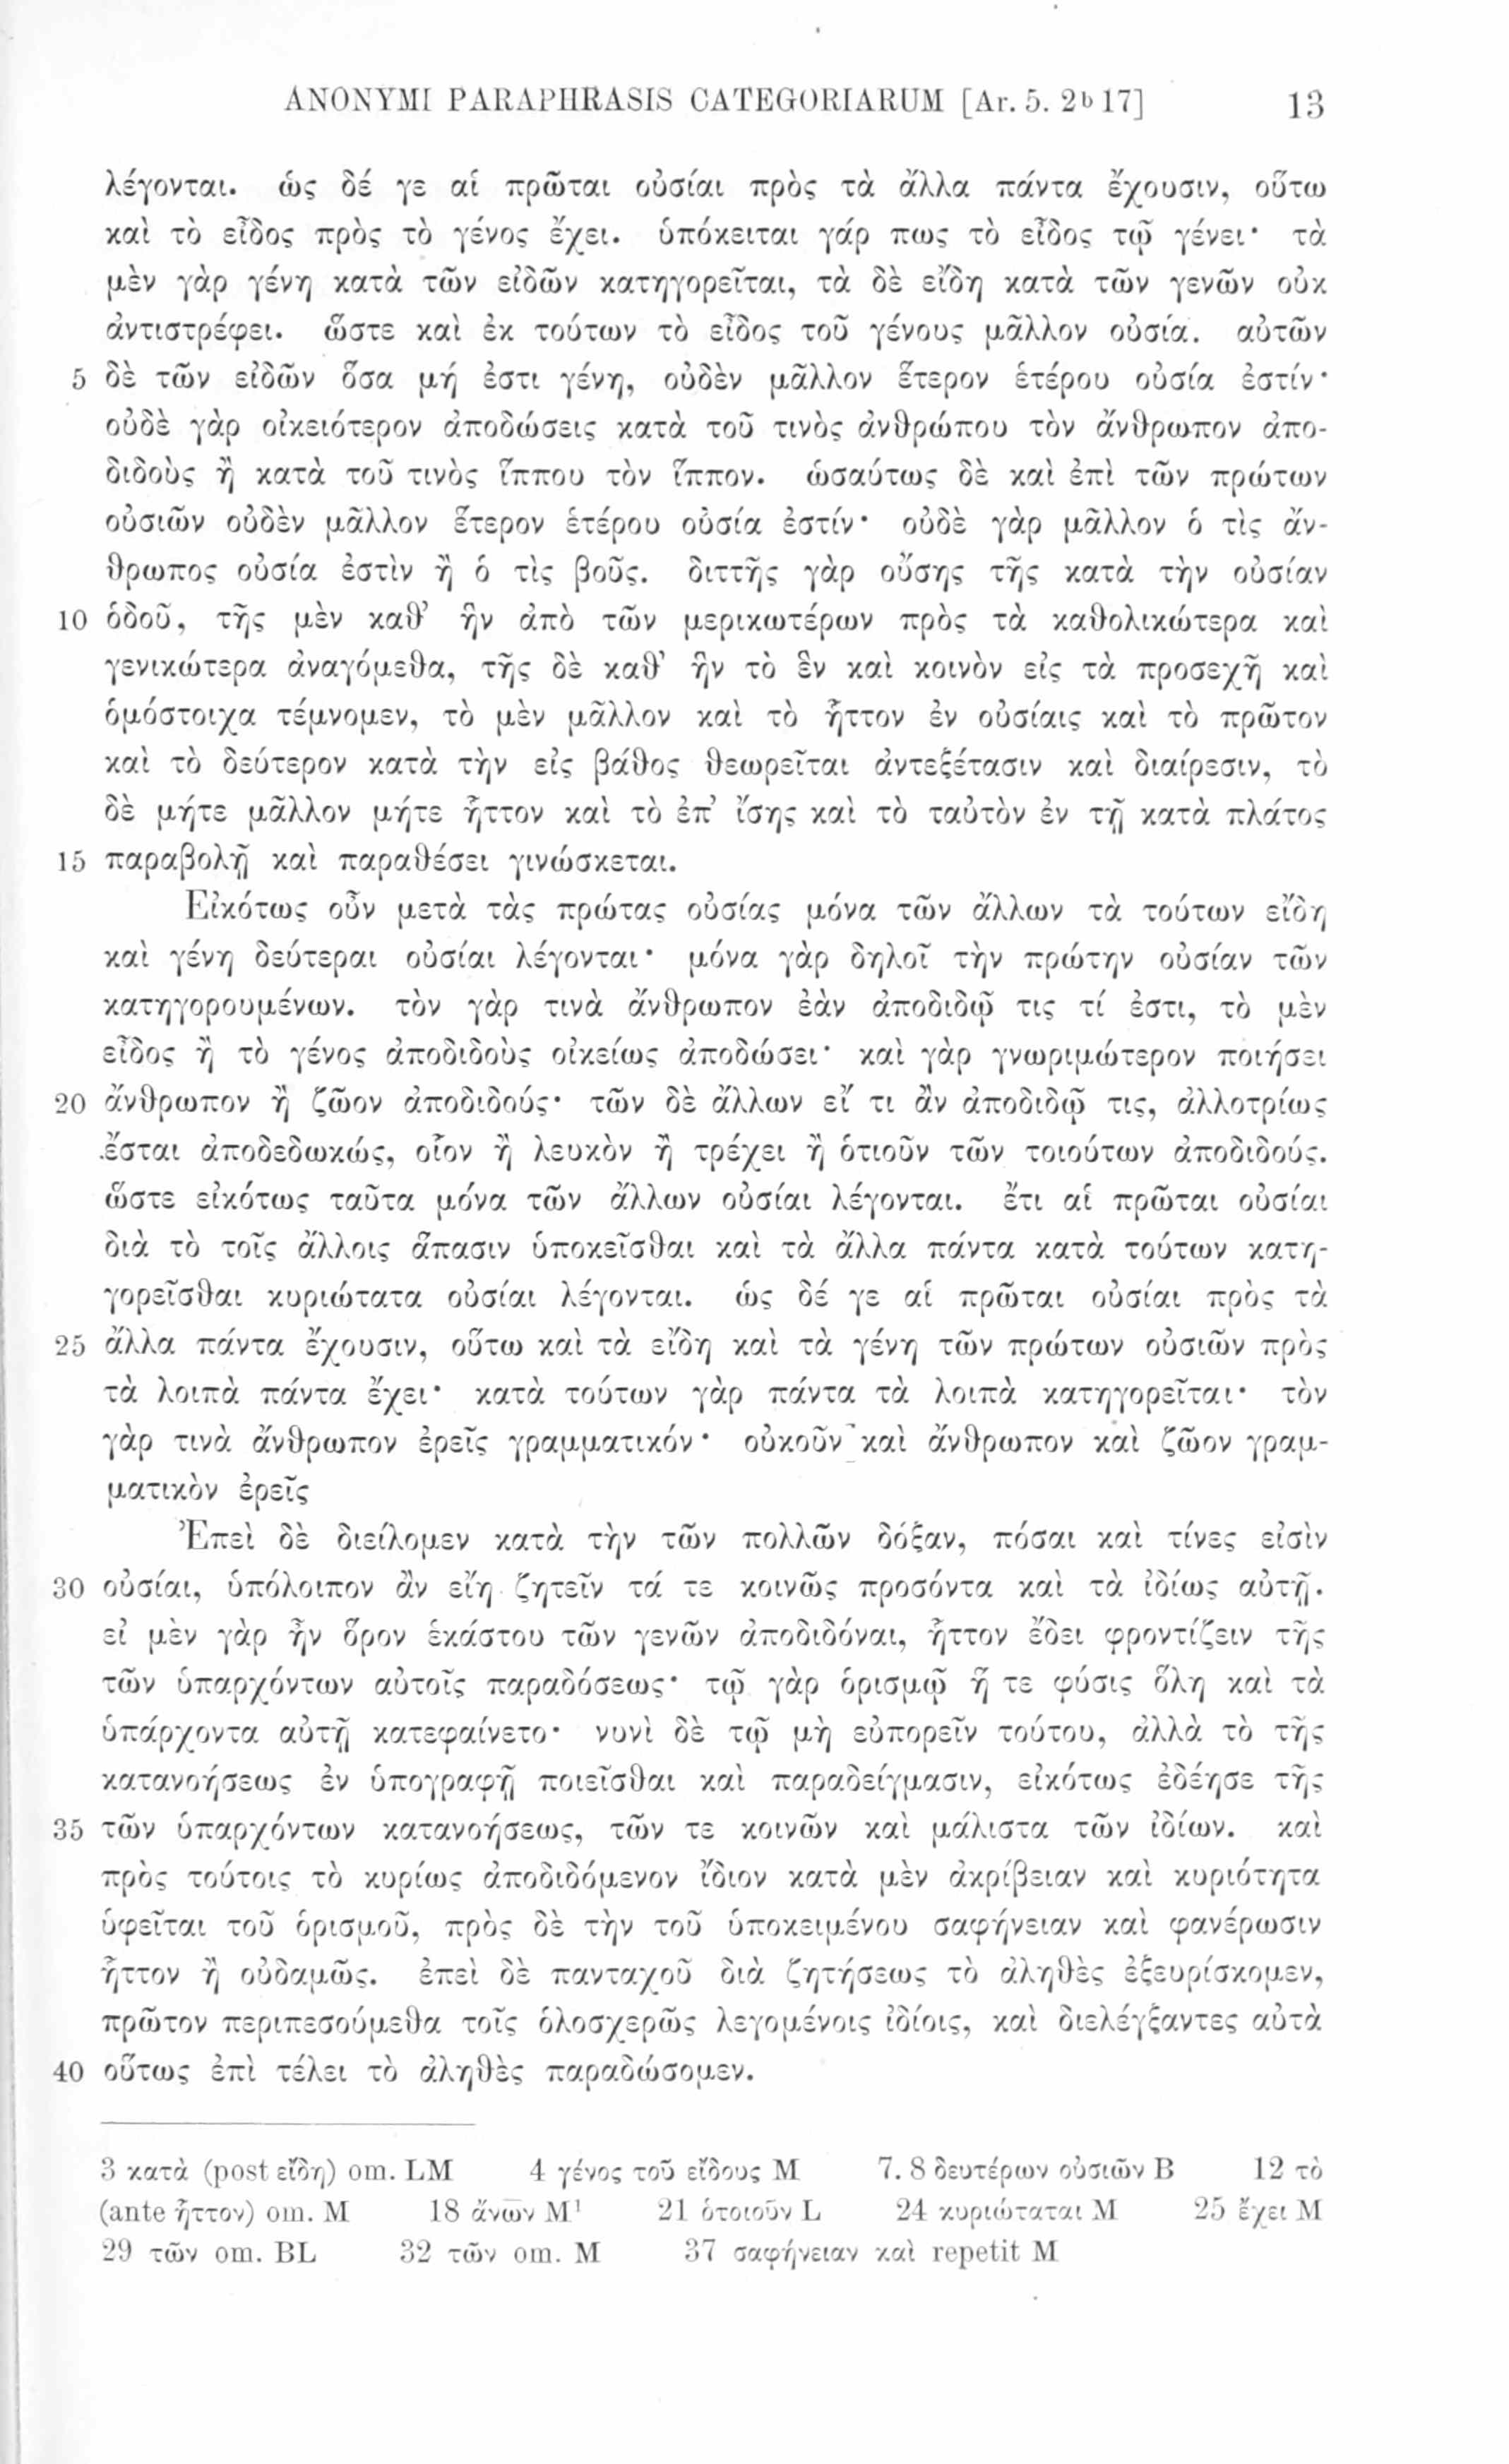 ANONYMI PARAPHRASIS CATEGORIARUM [Ar. 5. 2b 17] 13
λέγονται. ὡς δέ γε αἱ πρῶται οὐσίαι πρὸς τὰ ἄλλα πάντα ἔχουσιν, οὕτω
καὶ τὸ εἶδος πρὸς τὸ γένος ἔχει. ὑπόκειται γάρ πως τὸ εἶδος τῷ γένει· τὰ
μὲν γὰρ γένη κατὰ τῶν εἰδῶν κατηγορεῖται, τὰ δὲ εἴδη κατὰ τῶν γενῶν οὐκ
ἀντιστρέφει. ὥστε καὶ ἐκ τούτων τὸ εἶδος τοῦ γένους μᾶλλον οὐσία. αὐτῶν
5 δὲ τῶν εἰδῶν ὅσα μή ἐστι γένη, οὐδὲν μᾶλλον ἕτερον ἑτέρου οὐσία ἐστίν·
οὐδὲ γὰρ οἰκειότερον ἀποδώσεις κατὰ τοῦ τινὸς ἀνθρώπου τὸν ἄνθρωπον ἀπο-
διδοὺς ἢ κατὰ τοῦ τινὸς ἵππου τὸν ἵππον. ὡσαύτως δὲ καὶ ἐπὶ τῶν πρώτων
οὐσιῶν οὐδὲν μᾶλλον ἕτερον ἑτέρου οὐσία ἐστίν· οὐδὲ γὰρ μᾶλλον ὁ τὶς ἄν-
θρωπος οὐσία ἐστὶν ἢ ὁ τὶς βοῦς. διττῆς γὰρ οὔσης τῆς κατὰ τὴν οὐσίαν
10 ὁδοῦ, τῆς μὲν καθ’ ἣν ἀπὸ τῶν μερικωτέρων πρὸς τὰ καθολικώτερα καὶ
γενικώτερα ἀναγόμεθα, τῆς δὲ καθ’ ἣν τὸ ἓν καὶ κοινὸν εἰς τὰ προσεχῆ καὶ
ὁμόστοιχα τέμνομεν, τὸ μὲν μᾶλλον καὶ τὸ ἧττον ἐν οὐσίαις καὶ τὸ πρῶτον
καὶ τὸ δεύτερον κατὰ τὴν εἰς βάθος θεωρεῖται ἀντεξέτασιν καὶ διαίρεσιν, τὸ
δὲ μήτε μᾶλλον μήτε ἧττον καὶ τὸ ἐπ’ ἴσης καὶ τὸ ταὐτὸν ἐν τῇ κατὰ πλάτος
15 παραβολῇ καὶ παραθέσει γινώσκεται.
Εἰκότως οὖν μετὰ τὰς πρώτας οὐσίας μόνα τῶν ἄλλων τὰ τούτων εἴδη
καὶ γένη δεύτεραι οὐσίαι λέγονται· μόνα γὰρ δηλοῖ τὴν πρώτην οὐσίαν τῶν
κατηγορουμένων. τὸν γὰρ τινὰ ἄνθρωπον ἐὰν ἀποδιδῷ τις τί ἐστι, τὸ μὲν
εἶδος ἢ τὸ γένος ἀποδιδοὺς οἰκείως ἀποδώσει· καὶ γὰρ γνωριμώτερον ποιήσει
20 ἄνθρωπον ἢ ζῶον ἀποδιδούς· τῶν δὲ ἄλλων εἴ τι ἂν ἀποδιδῷ τις, ἀλλοτρίως
ἔσται ἀποδεδωκώς, οἷον ἢ λευκὸν ἢ τρέχει ἢ ὁτιοῦν τῶν τοιούτων ἀποδιδούς.
ὥστε εἰκότως ταῦτα μόνα τῶν ἄλλων οὐσίαι λέγονται. ἔτι αἱ πρῶται οὐσίαι
διὰ τὸ τοῖς ἄλλοις ἅπασιν ὑποκεῖσθαι καὶ τὰ ἄλλα πάντα κατὰ τούτων κατη-
γορεῖσθαι κυριώτατα οὐσίαι λέγονται. ὡς δέ γε αἱ πρῶται οὐσίαι πρὸς τὰ
25 ἄλλα πάντα ἔχουσιν, οὕτω καὶ τὰ εἴδη καὶ τὰ γένη τῶν πρώτων οὐσιῶν πρὸς
τὰ λοιπὰ πάντα ἔχει· κατὰ τούτων γὰρ πάντα τὰ λοιπὰ κατηγορεῖται· τὸν
γὰρ τινὰ ἄνθρωπον ἐρεῖς γραμματικόν· οὐκοῦν καὶ ἄνθρωπον καὶ ζῶον γραμ-
ματικὸν ἐρεῖς
Ἐπεὶ δὲ διείλομεν κατὰ τὴν τῶν πολλῶν δόξαν, πόσαι καὶ τίνες εἰσὶν
30 οὐσίαι, ὑπόλοιπον ἂν εἴη ζητεῖν τά τε κοινῶς προσόντα καὶ τὰ ἰδίως αὐτῇ.
εἰ μὲν γὰρ ἦν ὅρον ἑκάστου τῶν γενῶν ἀποδιδόναι, ἧττον ἔδει φροντίζειν τῆς
τῶν ὑπαρχόντων αὐτοῖς παραδόσεως· τῷ γὰρ ὁρισμῷ ἥ τε φύσις ὅλη καὶ τὰ
ὑπάρχοντα αὐτῇ κατεφαίνετο· νυνὶ δὲ τῷ μὴ εὐπορεῖν τούτου, ἀλλὰ τὸ τῆς
κατανοήσεως ἐν ὑπογραφῇ ποιεῖσθαι καὶ παραδείγμασιν, εἰκότως ἐδέησε τῆς
35 τῶν ὑπαρχόντων κατανοήσεως, τῶν τε κοινῶν καὶ μάλιστα τῶν ἰδίων. καὶ
πρὸς τούτοις τὸ κυρίως ἀποδιδόμενον ἴδιον κατὰ μὲν ἀκρίβειαν καὶ κυριότητα
ὑφεῖται τοῦ ὁρισμοῦ, πρὸς δὲ τὴν τοῦ ὑποκειμένου σαφήνειαν καὶ φανέρωσιν
ἧττον ἢ οὐδαμῶς. ἐπεὶ δὲ πανταχοῦ διὰ ζητήσεως τὸ ἀληθὲς ἐξευρίσκομεν,
πρῶτον περιπεσούμεθα τοῖς ὁλοσχερῶς λεγομένοις ἰδίοις, καὶ διελέγξαντες αὐτὰ
40 οὕτως ἐπὶ τέλει τὸ ἀληθὲς παραδώσομεν.
3 κατὰ (post εἴδη) om. LM 4 γένος τοῦ εἴδους M 7. 8 δευτέρων οὐσιῶν B 12 τὸ
(ante ἧττον) om. M 18 ἄνων M¹ 21 ὁτοιοῦν L 24 κυριώταται M 25 ἔχει M
29 τῶν om. BL 32 τῶν om. M 37 σαφήνειαν καὶ repetit M